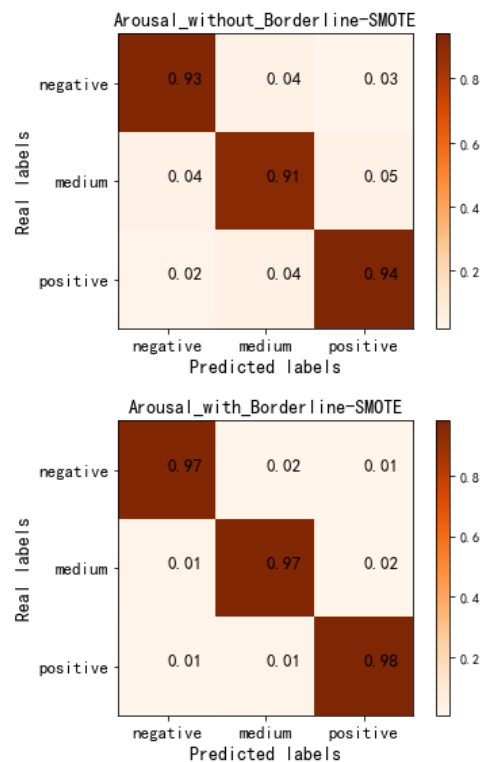 Arousal_without_Borderline-SMOTE
negative 0.93 0.04 0.03
medium 0.04 0.91 0.05
positive 0.02 0.04 0.94
negative medium positive
Predicted labels
Real labels
0.8
0.6
0.4
0.2
Arousal_with_Borderline-SMOTE
negative 0.97 0.02 0.01
medium 0.01 0.97 0.02
positive 0.01 0.01 0.98
negative medium positive
Predicted labels
Real labels
0.8
0.6
0.4
0.2